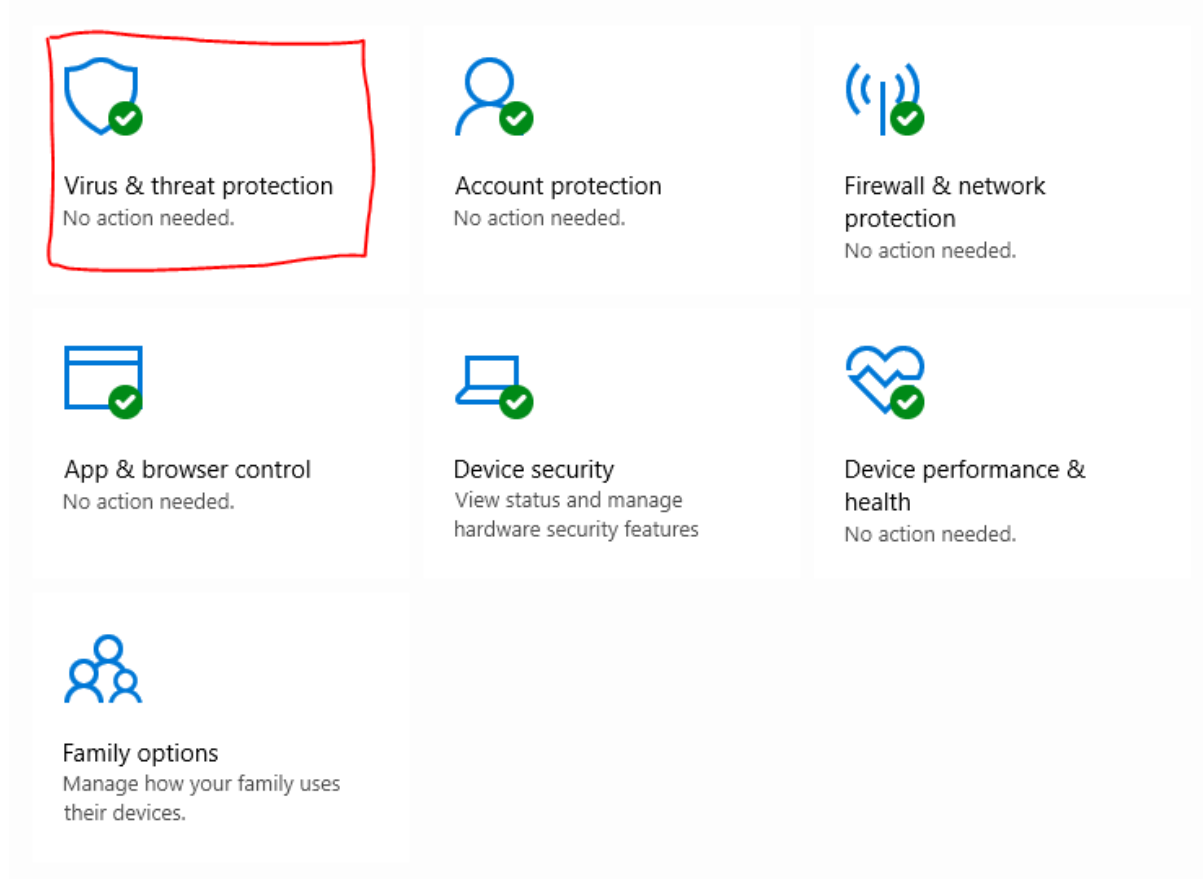 Virus & threat protection
No action needed.
Account protection
No action needed.
Firewall & network
protection
No action needed.
App & browser control
No action needed.
Device security
View status and manage
hardware security features
Device performance &
health
No action needed.
Family options
Manage how your family uses
their devices.